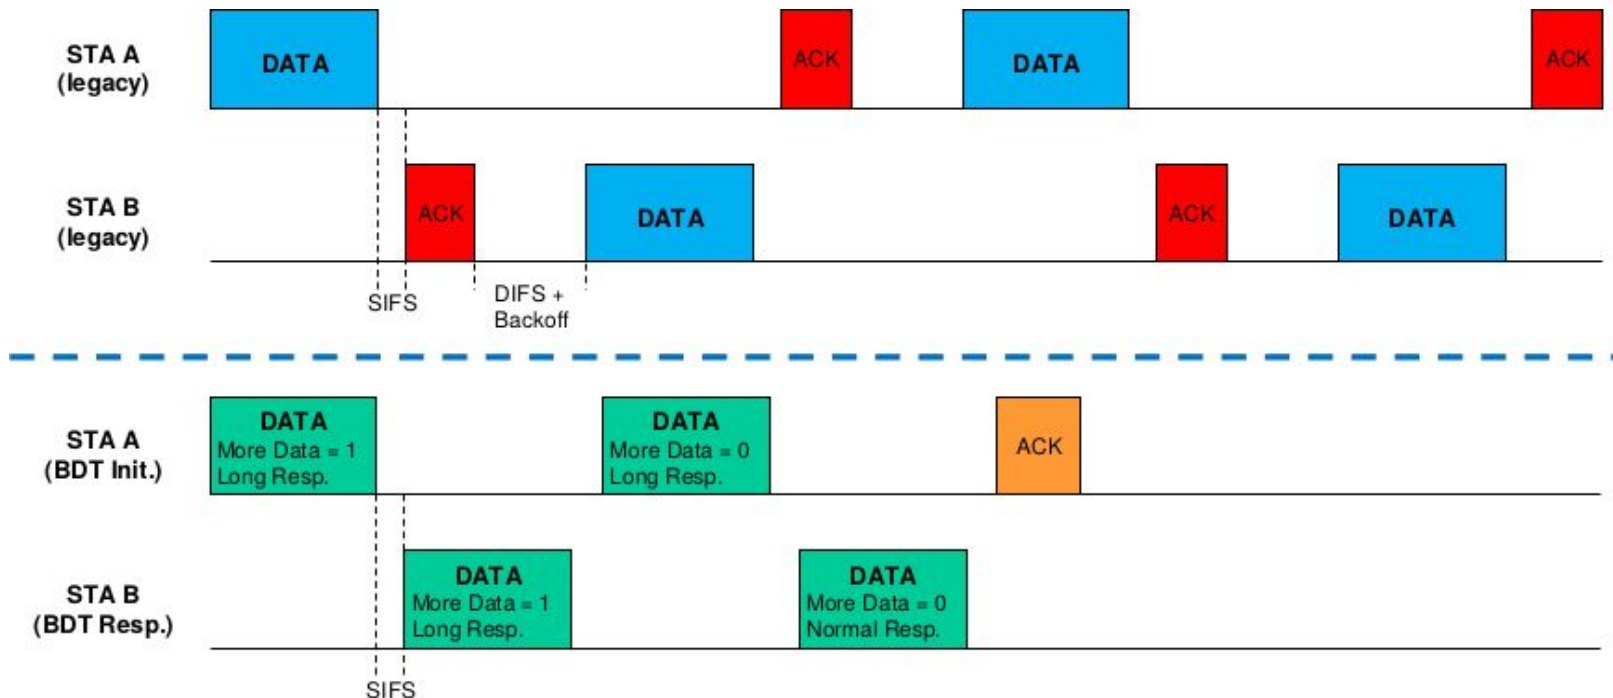 STA A
(legacy)
DATA
ACK
DATA
ACK
STA B
(legacy)
ACK
DATA
ACK
DATA
SIFS
DIFS +
Backoff
STA A
(BDT Init.)
DATA
More Data = 1
Long Resp.
DATA
More Data = 0
Long Resp.
ACK
STA B
(BDT Resp.)
DATA
More Data = 1
Long Resp.
DATA
More Data = 0
Normal Resp.
SIFS